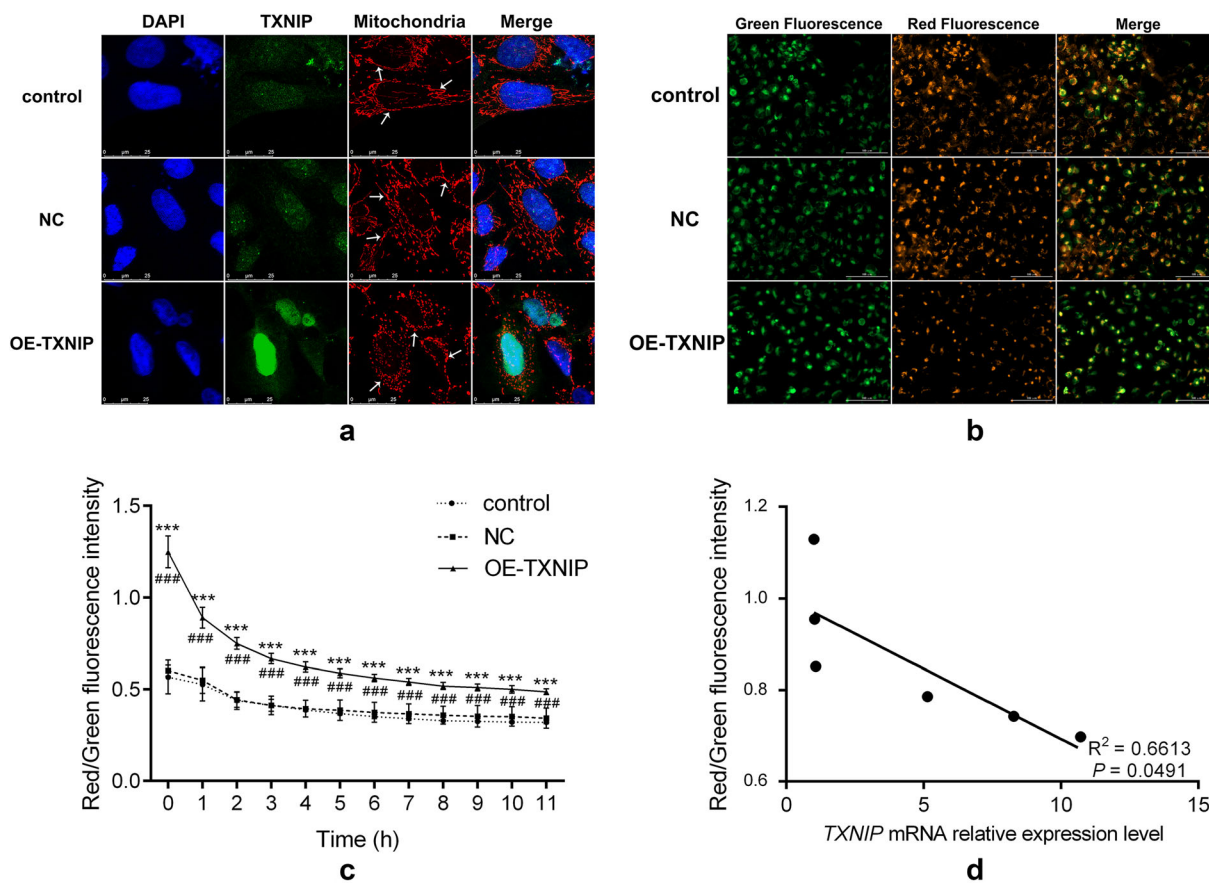 DAPI TXNIP Mitochondria Merge
control
NC
OE-TXNIP
µm 25
a
Green Fluorescence Red Fluorescence Merge
control
NC
OE-TXNIP
b
Red/Green fluorescence intensity
1.5
1.0
0.5
0.0
control
NC
OE-TXNIP
*** *** *** *** *** *** *** *** *** *** *** ***
### ### ### ### ### ### ### ### ### ### ### ###
0 1 2 3 4 5 6 7 8 9 10 11
Time (h)
c
Red/Green fluorescence intensity
1.2
1.0
0.8
0.6
R² = 0.6613
P = 0.0491
0 5 10 15
TXNIP mRNA relative expression level
d